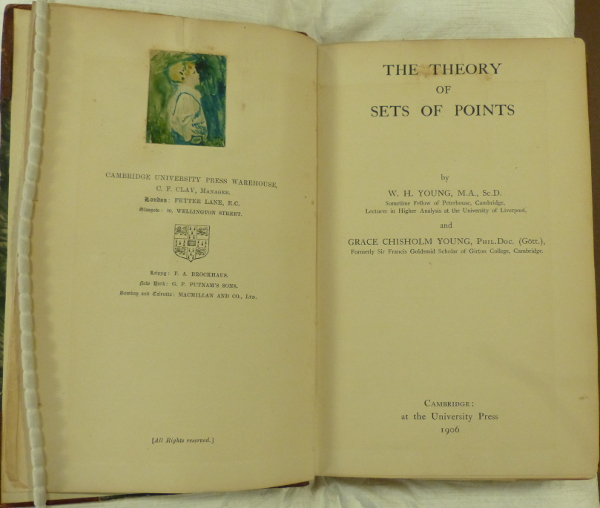 CAMBRIDGE UNIVERSITY PRESS WAREHOUSE,
C. F. CLAY, MANAGER.
London: FETTER LANE, E.C.
Glasgow: 50, WELLINGTON STREET.
Leipzig: F. A. BROCKHAUS.
New York: G. P. PUTNAM'S SONS.
Bombay and Calcutta: MACMILLAN AND CO., LTD.
[All Rights reserved.]
THE THEORY
OF
SETS OF POINTS
by
W. H. YOUNG, M.A., Sc.D.
Sometime Fellow of Peterhouse, Cambridge,
Lecturer in Higher Analysis at the University of Liverpool,
and
GRACE CHISHOLM YOUNG, PHIL.DOC. (Gött.),
Formerly Sir Francis Goldsmid Scholar of Girton College, Cambridge.
CAMBRIDGE:
at the University Press
1906